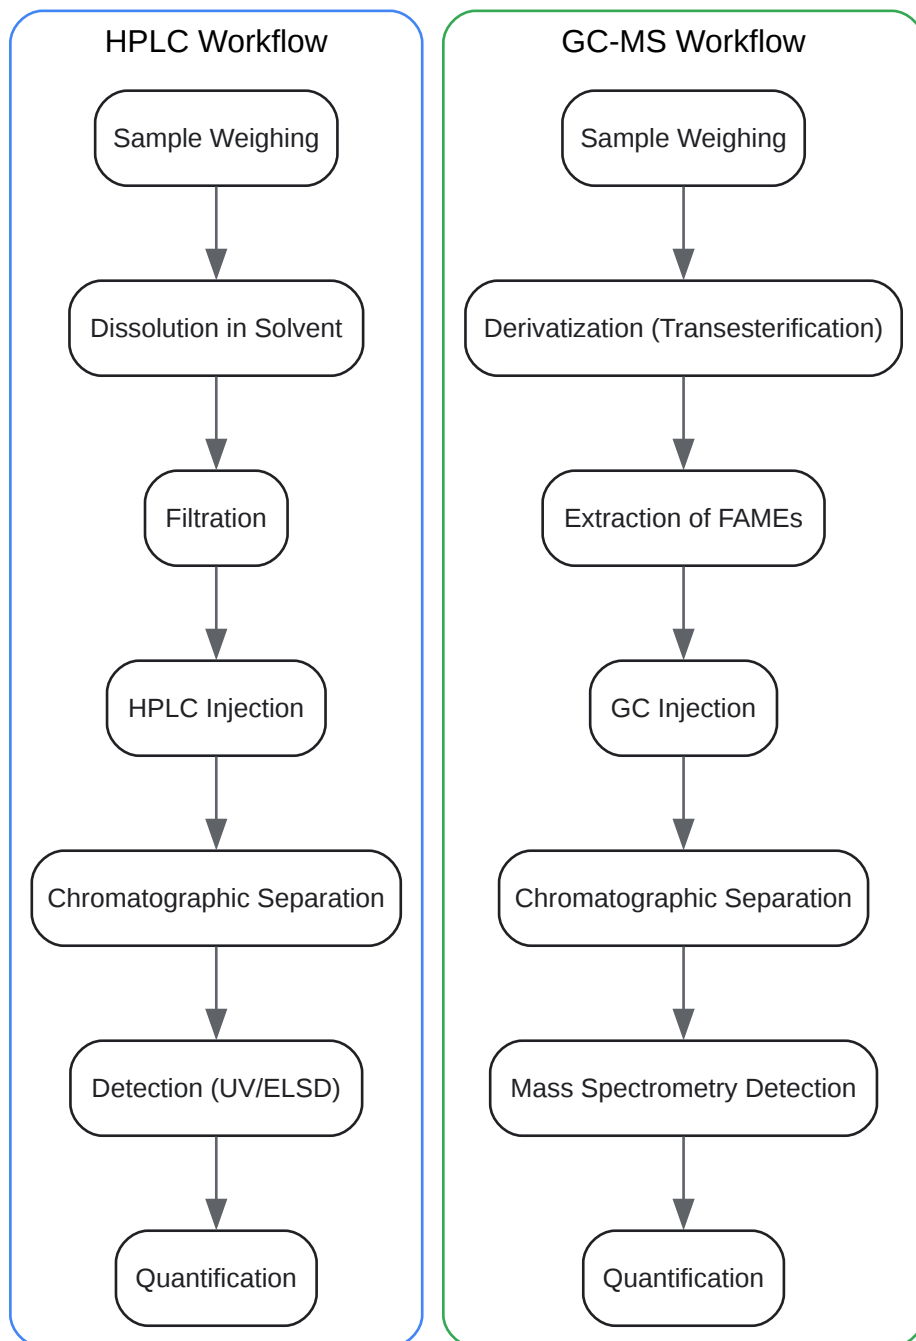 HPLC Workflow
Sample Weighing
Dissolution in Solvent
Filtration
HPLC Injection
Chromatographic Separation
Detection (UV/ELSD)
Quantification
GC-MS Workflow
Sample Weighing
Derivatization (Transesterification)
Extraction of FAMEs
GC Injection
Chromatographic Separation
Mass Spectrometry Detection
Quantification